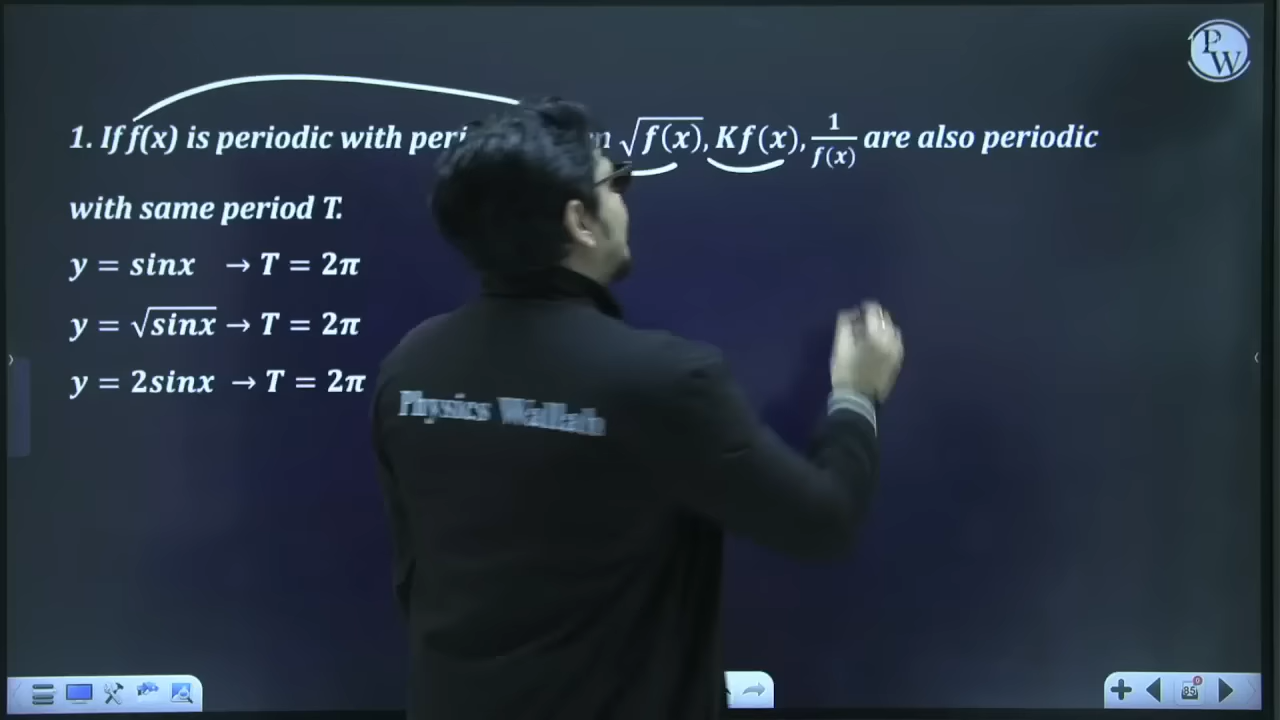 PW
1. If f(x) is periodic with √f(x), Kf(x), 1/f(x) are also periodic
with same period T.
y = sinx → T = 2π
y = √sinx → T = 2π
y = 2sinx → T = 2π
Physics Wallah
85